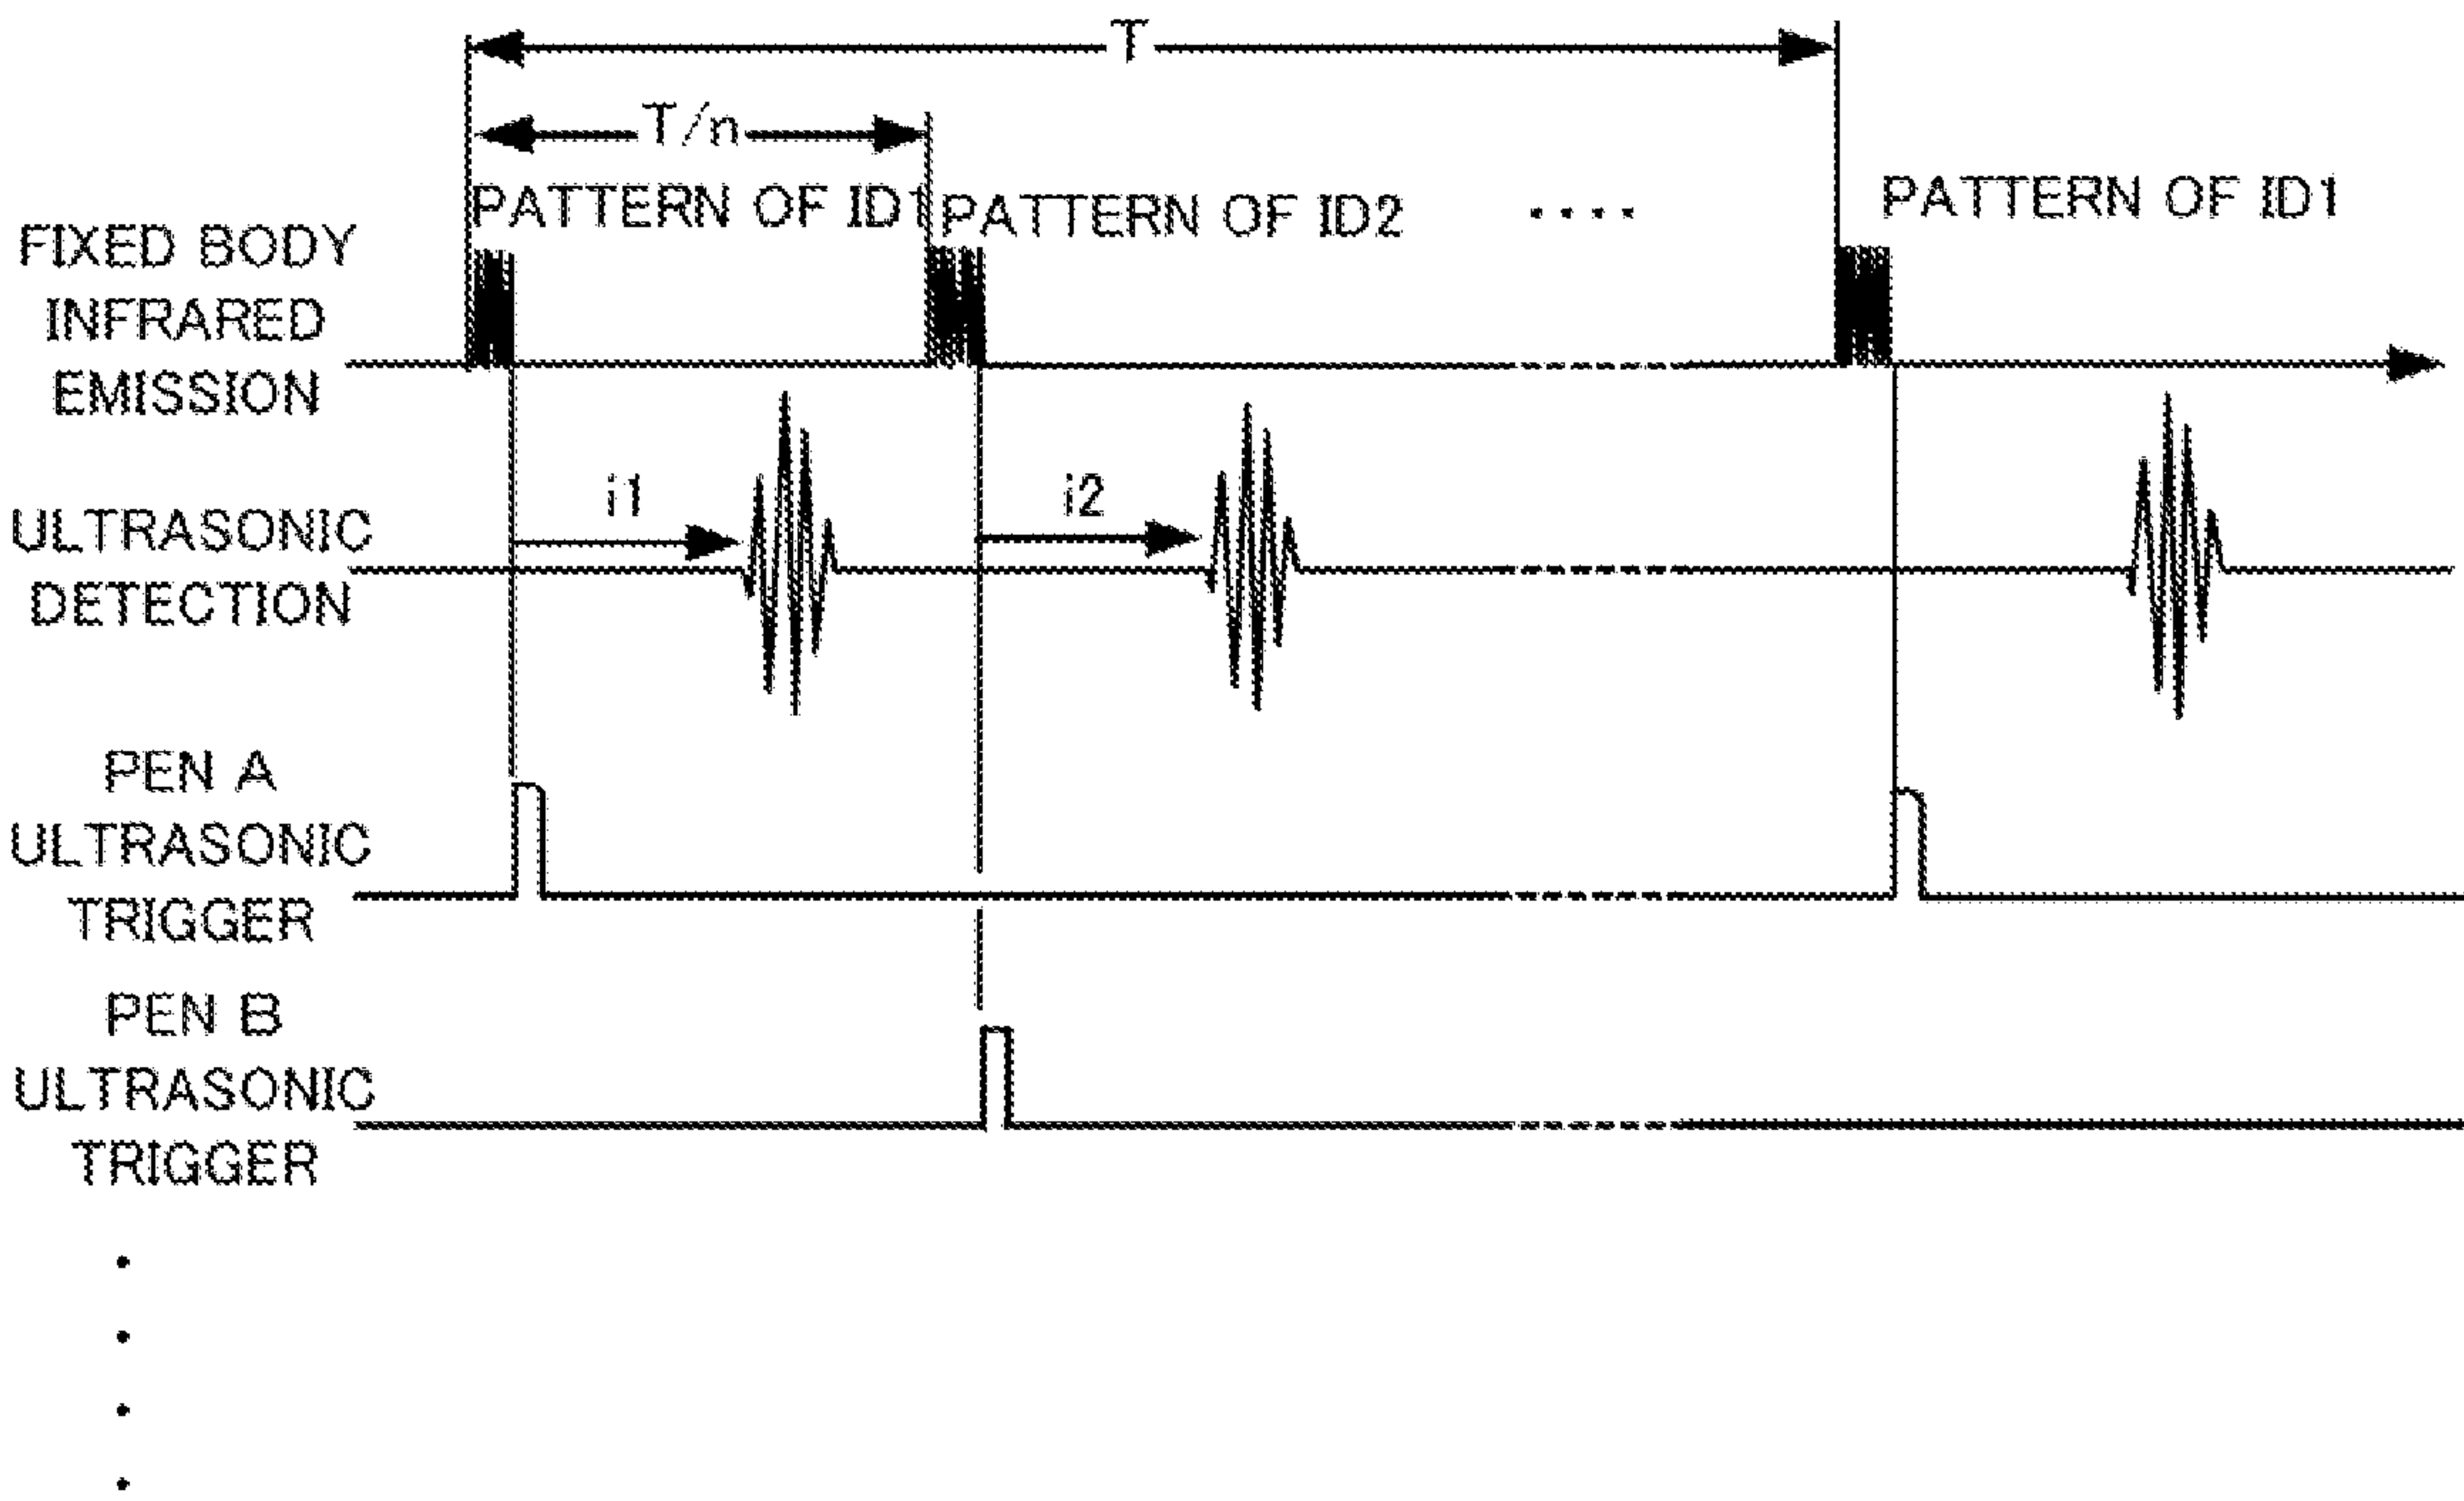 T
T/n
PATTERN OF ID1
PATTERN OF ID2
....
PATTERN OF ID1
FIXED BODY
INFRARED
EMISSION
i1
i2
ULTRASONIC
DETECTION
PEN A
ULTRASONIC
TRIGGER
PEN B
ULTRASONIC
TRIGGER